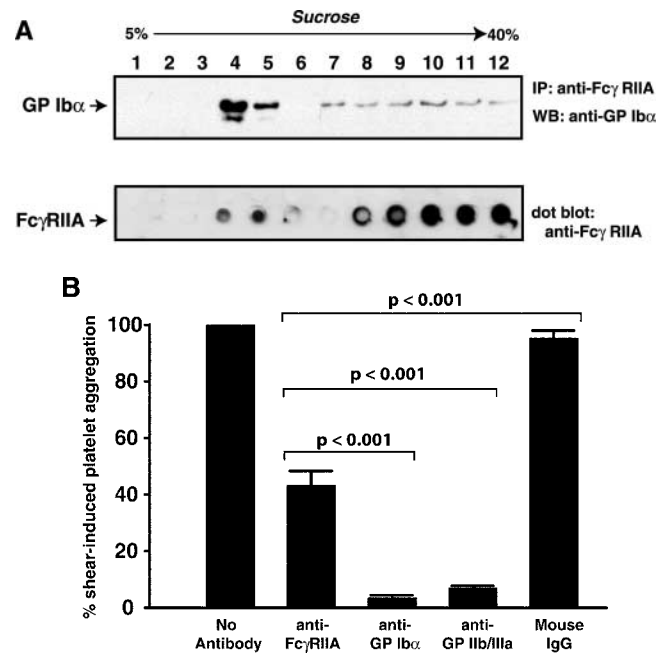 A
Sucrose
5% 40%
1 2 3 4 5 6 7 8 9 10 11 12
GP Ibα
IP: anti-Fcγ RIIA
WB: anti-GP Ibα
FcγRIIA
dot blot:
anti-Fcγ RIIA
B
p < 0.001
p < 0.001
p < 0.001
% shear-induced platelet aggregation
100
80
60
40
20
0
No Antibody
anti-FcγRIIA
anti-GP Ibα
anti-GP IIb/IIIa
Mouse IgG